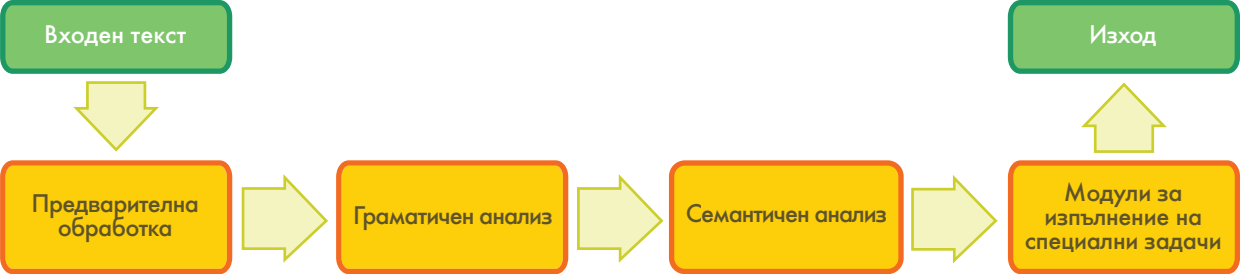 Входен текст
Изход
Предварителна
обработка
Граматичен анализ
Семантичен анализ
Модули за
изпълнение на
специални задачи